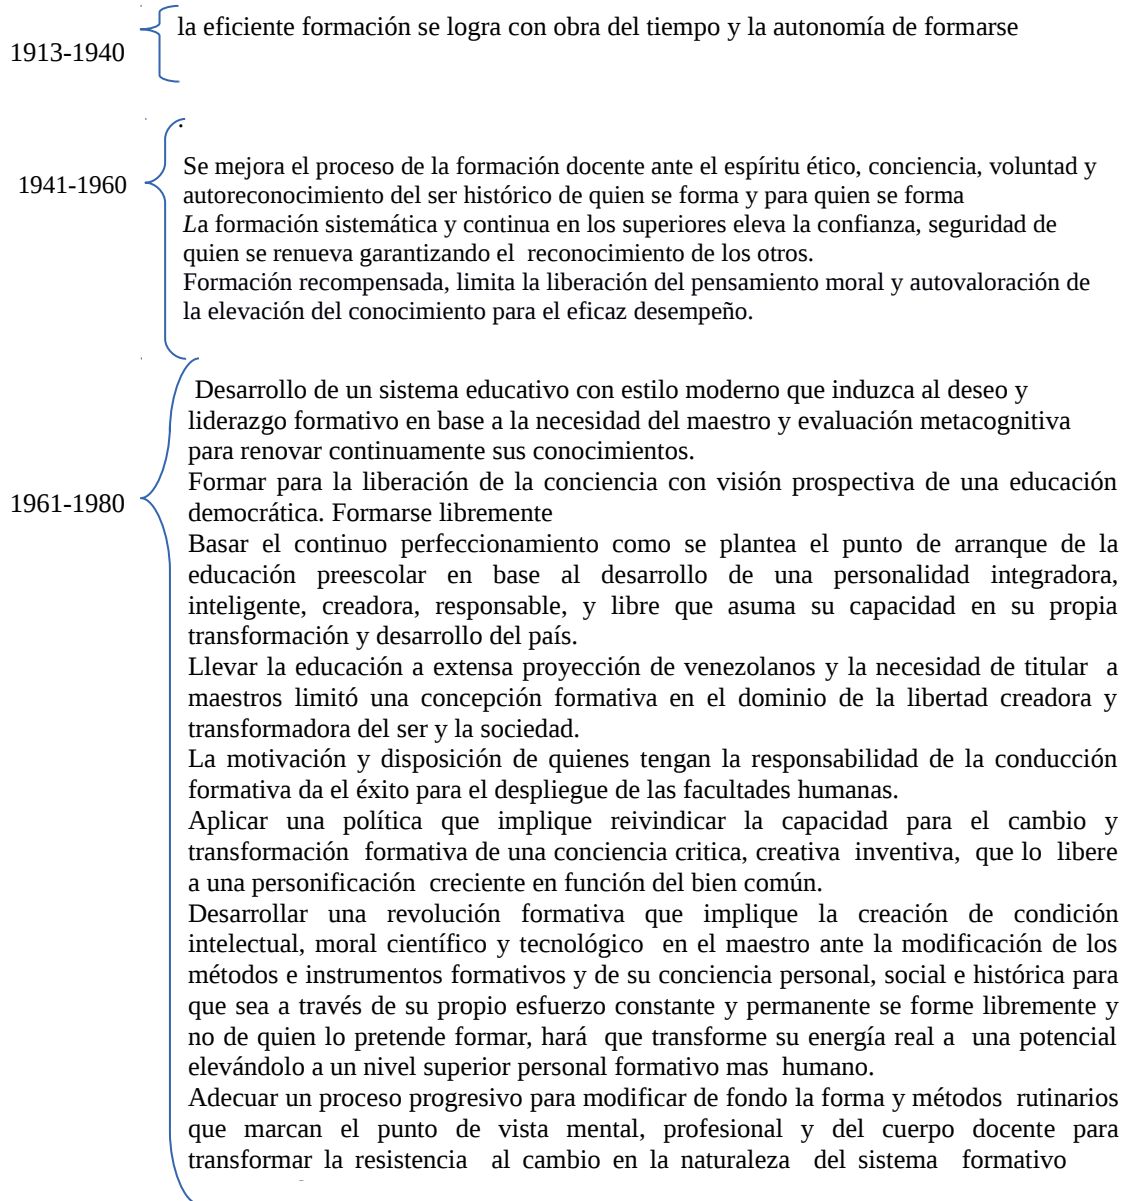 la eficiente formación se logra con obra del tiempo y la autonomía de formarse
1913-1940
.
Se mejora el proceso de la formación docente ante el espíritu ético, conciencia, voluntad y
1941-1960
autoreconocimiento del ser histórico de quien se forma y para quien se forma
La formación sistemática y continua en los superiores eleva la confianza, seguridad de
quien se renueva garantizando el reconocimiento de los otros.
Formación recompensada, limita la liberación del pensamiento moral y autovaloración de
la elevación del conocimiento para el eficaz desempeño.
Desarrollo de un sistema educativo con estilo moderno que induzca al deseo y
liderazgo formativo en base a la necesidad del maestro y evaluación metacognitiva
para renovar continuamente sus conocimientos.
Formar para la liberación de la conciencia con visión prospectiva de una educación
1961-1980
democrática. Formarse libremente
Basar el continuo perfeccionamiento como se plantea el punto de arranque de la
educación preescolar en base al desarrollo de una personalidad integradora,
inteligente, creadora, responsable, y libre que asuma su capacidad en su propia
transformación y desarrollo del país.
Llevar la educación a extensa proyección de venezolanos y la necesidad de titular a
maestros limitó una concepción formativa en el dominio de la libertad creadora y
transformadora del ser y la sociedad.
La motivación y disposición de quienes tengan la responsabilidad de la conducción
formativa da el éxito para el despliegue de las facultades humanas.
Aplicar una política que implique reivindicar la capacidad para el cambio y
transformación formativa de una conciencia critica, creativa inventiva, que lo libere
a una personificación creciente en función del bien común.
Desarrollar una revolución formativa que implique la creación de condición
intelectual, moral científico y tecnológico en el maestro ante la modificación de los
métodos e instrumentos formativos y de su conciencia personal, social e histórica para
que sea a través de su propio esfuerzo constante y permanente se forme libremente y
no de quien lo pretende formar, hará que transforme su energía real a una potencial
elevándolo a un nivel superior personal formativo mas humano.
Adecuar un proceso progresivo para modificar de fondo la forma y métodos rutinarios
que marcan el punto de vista mental, profesional y del cuerpo docente para
transformar la resistencia al cambio en la naturaleza del sistema formativo